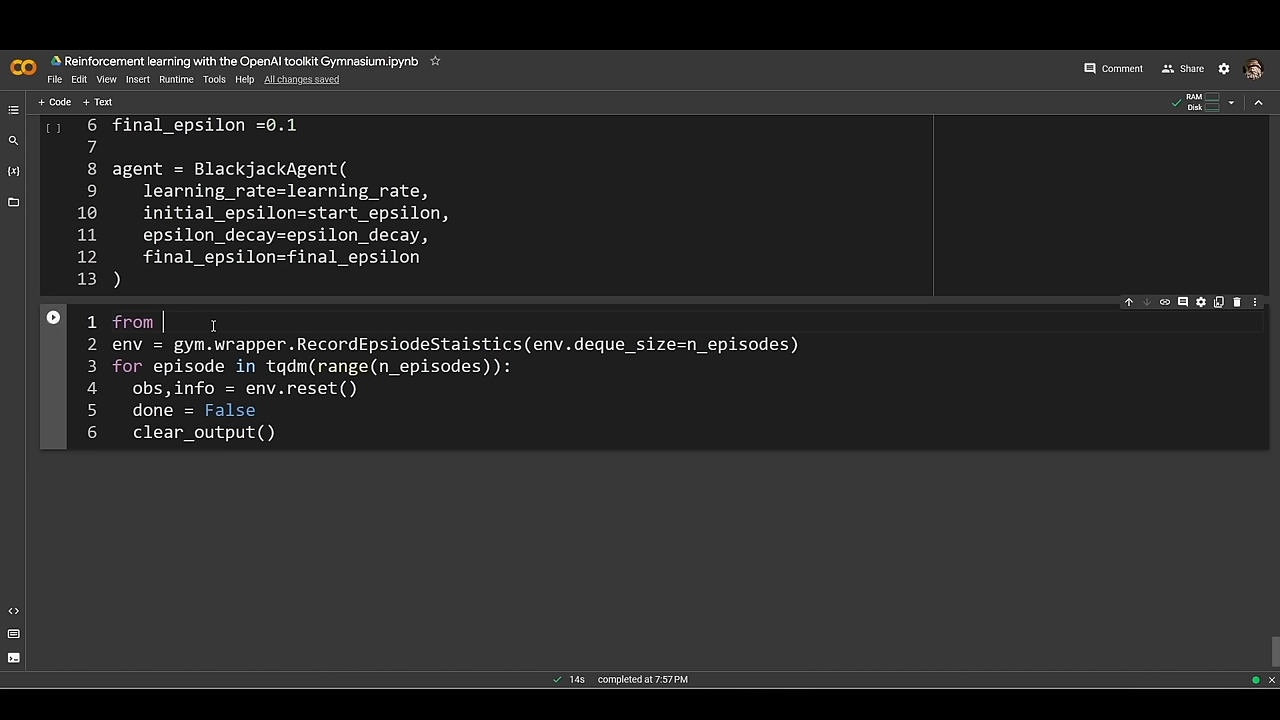 Reinforcement learning with the OpenAI toolkit Gymnasium.ipynb
File Edit View Insert Runtime Tools Help All changes saved
Comment Share
+ Code + Text
RAM
Disk
[ ] 6 final_epsilon =0.1
7
8 agent = BlackjackAgent(
9 learning_rate=learning_rate,
10 initial_epsilon=start_epsilon,
11 epsilon_decay=epsilon_decay,
12 final_epsilon=final_epsilon
13 )
1 from
2 env = gym.wrapper.RecordEpsiodeStaistics(env.deque_size=n_episodes)
3 for episode in tqdm(range(n_episodes)):
4 obs,info = env.reset()
5 done = False
6 clear_output()
14s completed at 7:57PM